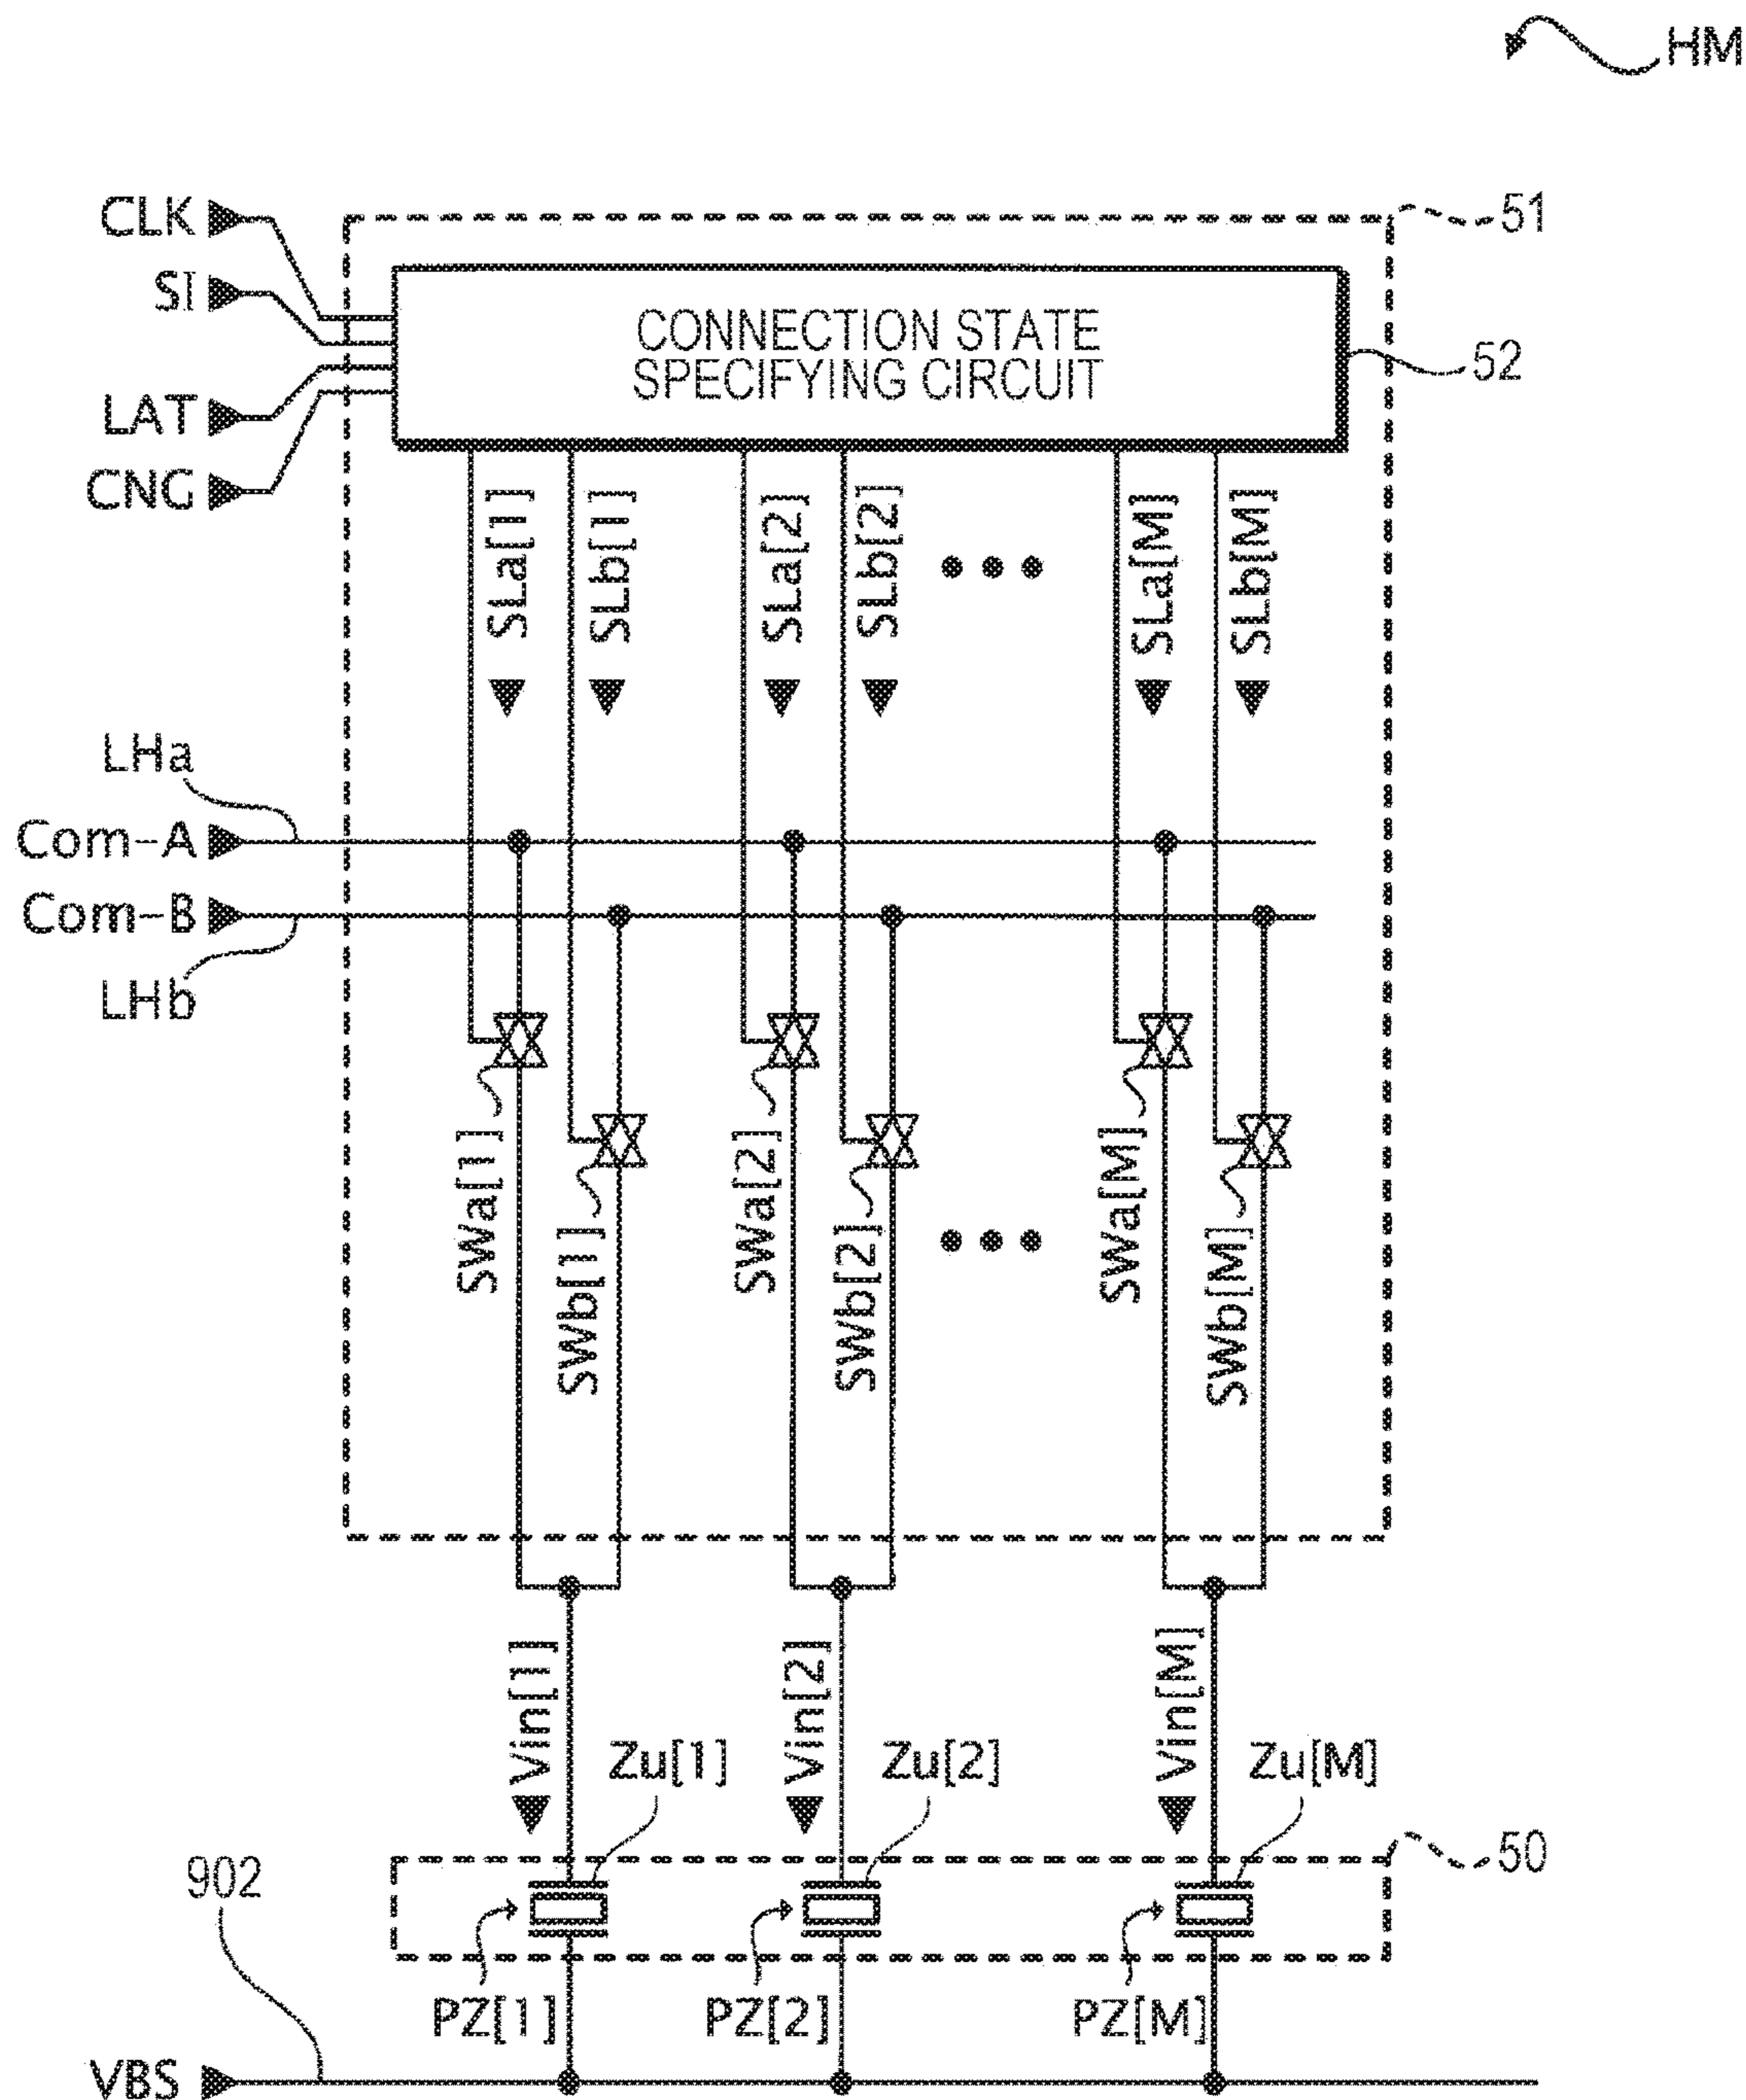 HM
CLK
51
SI
CONNECTION STATE
SPECIFYING CIRCUIT
52
LAT
CNG
SLa[1]
SLb[1]
SLa[2]
SLb[2]
SLa[M]
SLb[M]
LHa
Com-A
Com-B
LHb
SWa[1]
SWb[1]
SWa[2]
SWb[2]
SWa[M]
SWb[M]
Vin[1]
Vin[2]
Vin[M]
Zu[1]
Zu[2]
Zu[M]
50
902
PZ[1]
PZ[2]
PZ[M]
VBS